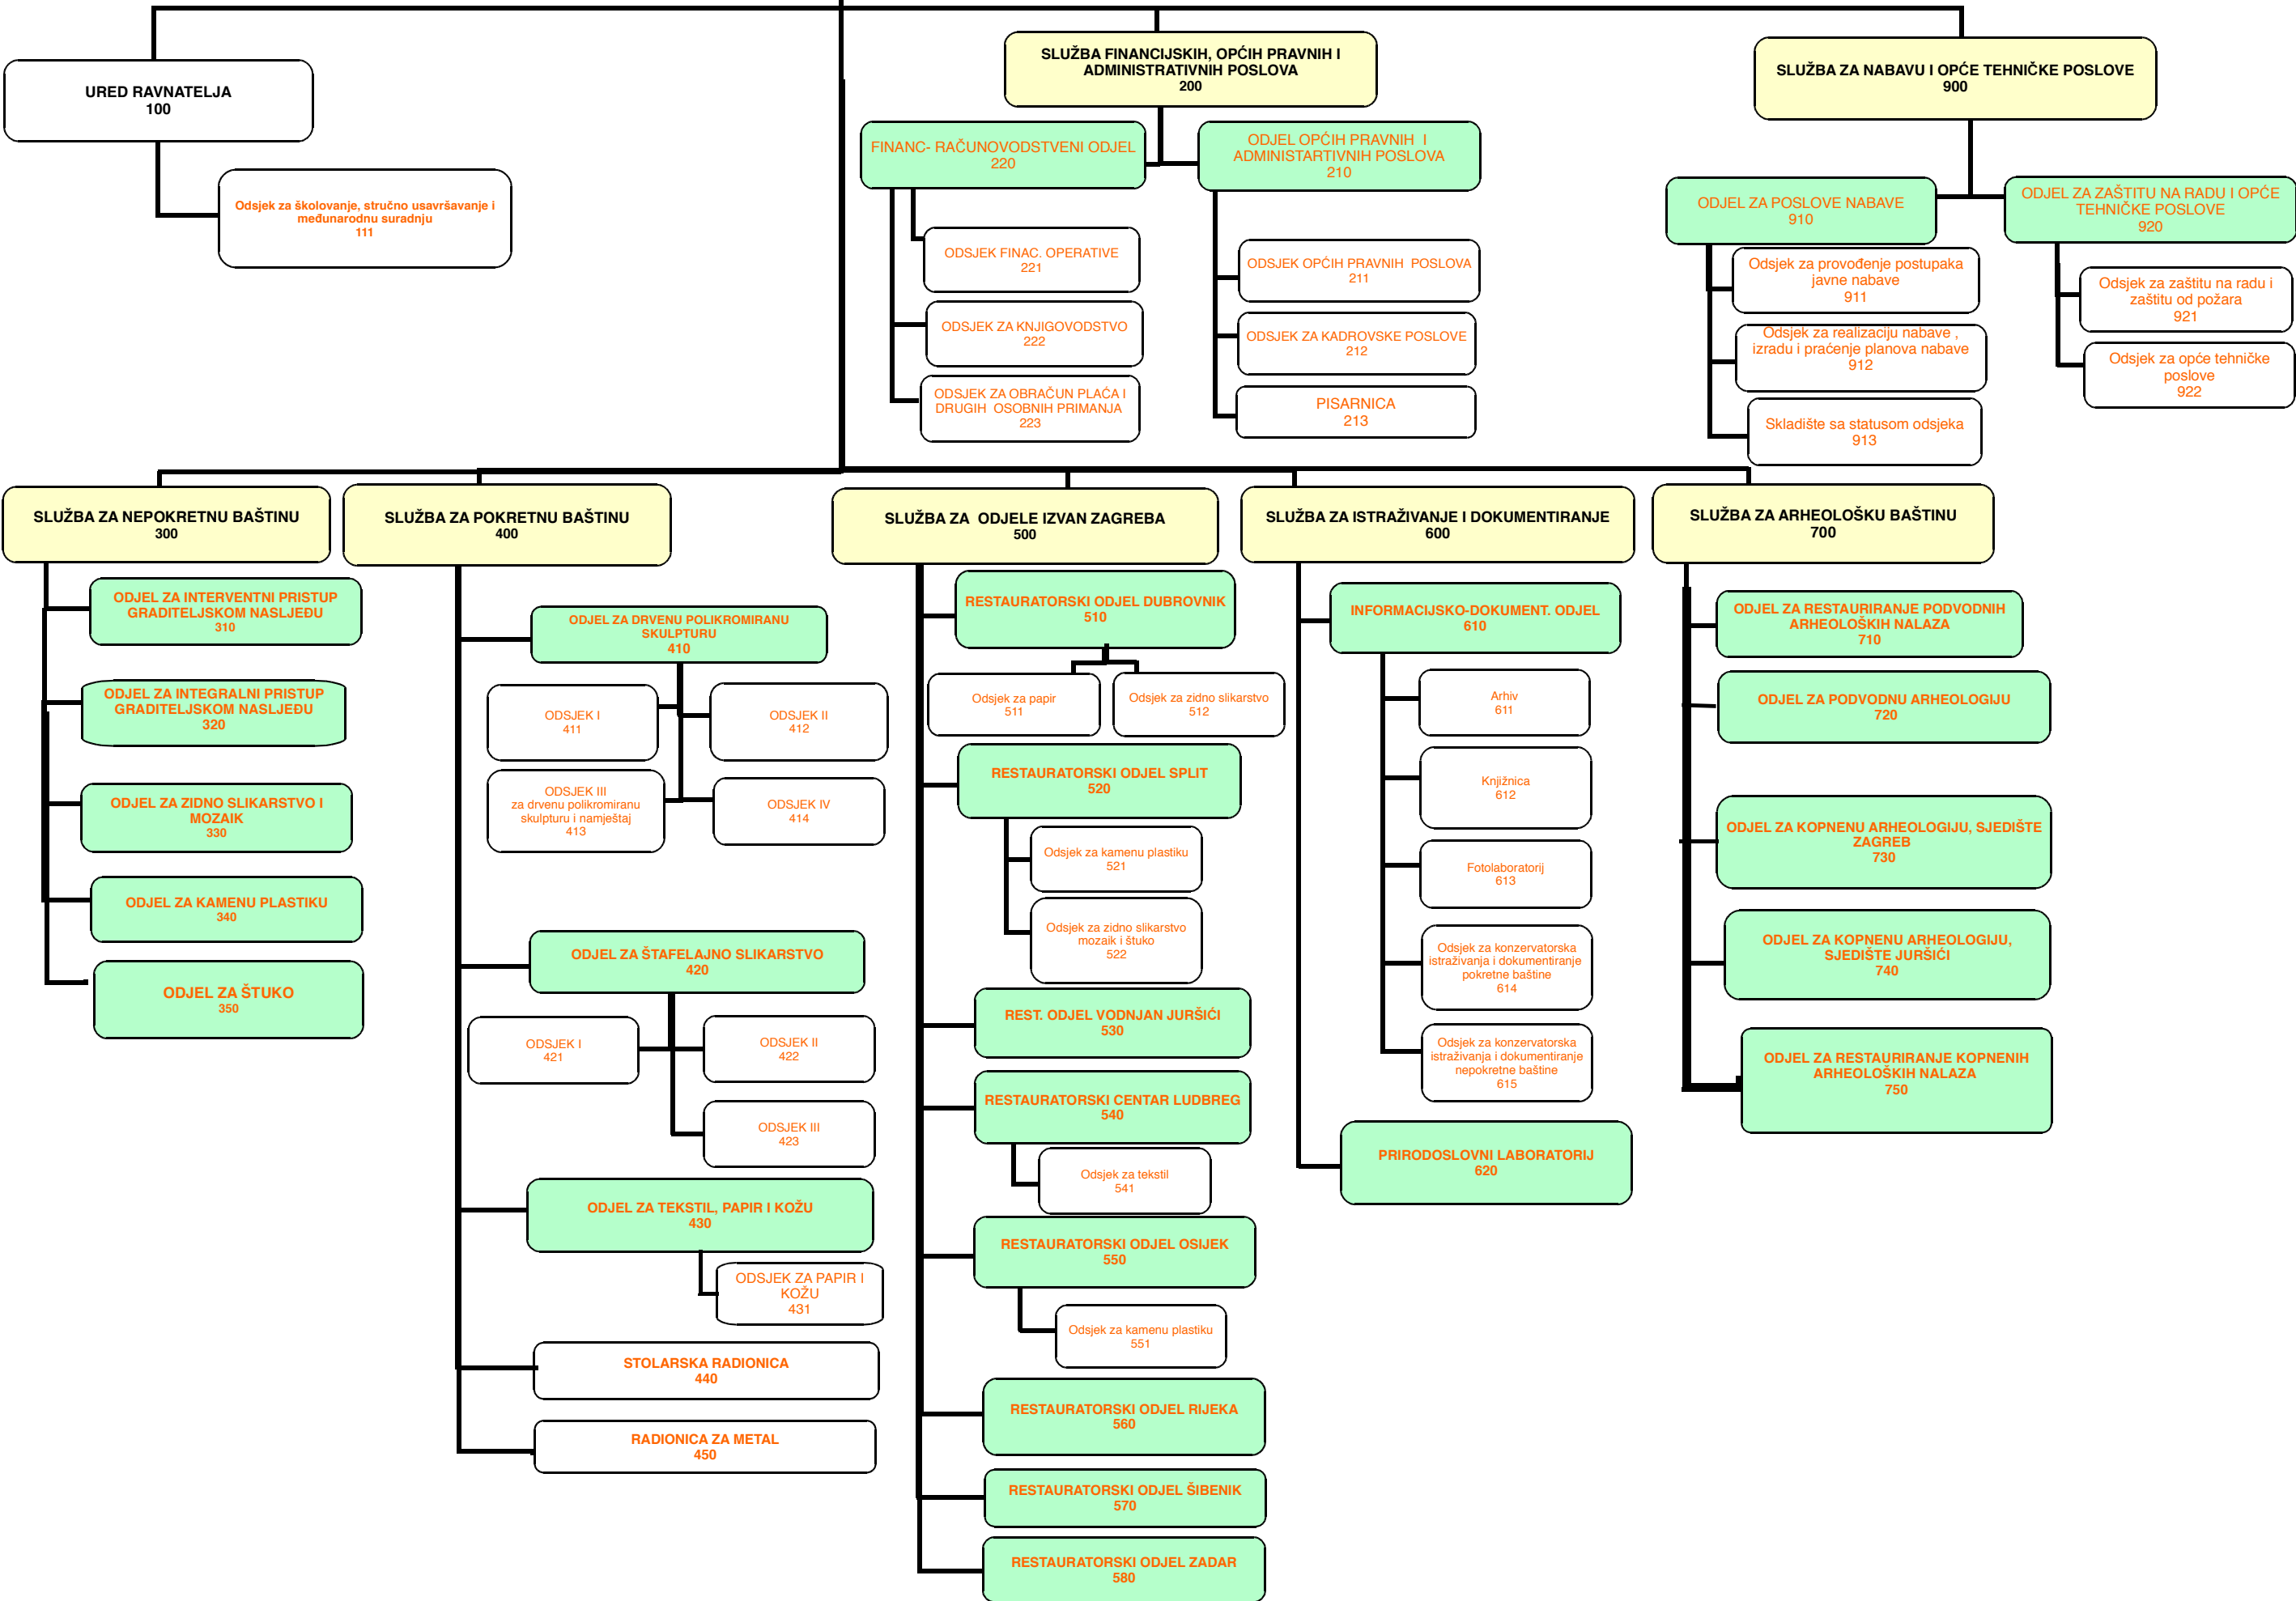 URED RAVNATELJA
100
Odsjek za školovanje, stručno usavršavanje i
međunarodnu suradnju
111
SLUŽBA FINANCIJSKIH, OPĆIH PRAVNIH I
ADMINISTRATIVNIH POSLOVA
200
FINANC- RAČUNOVODSTVENI ODJEL
220
ODSJEK FINAC. OPERATIVE
221
ODSJEK ZA KNJIGOVODSTVO
222
ODSJEK ZA OBRAČUN PLAĆA I
DRUGIH OSOBNIH PRIMANJA
223
ODJEL OPĆIH PRAVNIH I
ADMINISTARTIVNIH POSLOVA
210
ODSJEK OPĆIH PRAVNIH POSLOVA
211
ODSJEK ZA KADROVSKE POSLOVE
212
PISARNICA
213
SLUŽBA ZA NABAVU I OPĆE TEHNIČKE POSLOVE
900
ODJEL ZA POSLOVE NABAVE
910
Odsjek za provođenje postupaka
javne nabave
911
Odsjek za realizaciju nabave ,
izradu i praćenje planova nabave
912
Skladište sa statusom odsjeka
913
ODJEL ZA ZAŠTITU NA RADU I OPĆE
TEHNIČKE POSLOVE
920
Odsjek za zaštitu na radu i
zaštitu od požara
921
Odsjek za opće tehničke
poslove
922
SLUŽBA ZA NEPOKRETNU BAŠTINU
300
ODJEL ZA INTERVENTNI PRISTUP
GRADITELJSKOM NASLJEĐU
310
ODJEL ZA INTEGRALNI PRISTUP
GRADITELJSKOM NASLJEĐU
320
ODJEL ZA ZIDNO SLIKARSTVO I
MOZAIK
330
ODJEL ZA KAMENU PLASTIKU
340
ODJEL ZA ŠTUKO
350
SLUŽBA ZA POKRETNU BAŠTINU
400
ODJEL ZA DRVENU POLIKROMIRANU
SKULPTURU
410
ODSJEK I
411
ODSJEK II
412
ODSJEK III
za drvenu polikromiranu
skulpturu i namještaj
413
ODSJEK IV
414
ODJEL ZA ŠTAFELAJNO SLIKARSTVO
420
ODSJEK I
421
ODSJEK II
422
ODSJEK III
423
ODJEL ZA TEKSTIL, PAPIR I KOŽU
430
ODSJEK ZA PAPIR I
KOŽU
431
STOLARSKA RADIONICA
440
RADIONICA ZA METAL
450
SLUŽBA ZA ODJELE IZVAN ZAGREBA
500
RESTAURATORSKI ODJEL DUBROVNIK
510
Odsjek za papir
511
Odsjek za zidno slikarstvo
512
RESTAURATORSKI ODJEL SPLIT
520
Odsjek za kamenu plastiku
521
Odsjek za zidno slikarstvo
mozaik i štuko
522
REST. ODJEL VODNJAN JURŠIĆI
530
RESTAURATORSKI CENTAR LUDBREG
540
Odsjek za tekstil
541
RESTAURATORSKI ODJEL OSIJEK
550
Odsjek za kamenu plastiku
551
RESTAURATORSKI ODJEL RIJEKA
560
RESTAURATORSKI ODJEL ŠIBENIK
570
RESTAURATORSKI ODJEL ZADAR
580
SLUŽBA ZA ISTRAŽIVANJE I DOKUMENTIRANJE
600
INFORMACIJSKO-DOKUMENT. ODJEL
610
Arhiv
611
Knjižnica
612
Fotolaboratorij
613
Odsjek za konzervatorska
istraživanja i dokumentiranje
pokretne baštine
614
Odsjek za konzervatorska
istraživanja i dokumentiranje
nepokretne baštine
615
PRIRODOSLOVNI LABORATORIJ
620
SLUŽBA ZA ARHEOLOŠKU BAŠTINU
700
ODJEL ZA RESTAURIRANJE PODVODNIH
ARHEOLOŠKIH NALAZA
710
ODJEL ZA PODVODNU ARHEOLOGIJU
720
ODJEL ZA KOPNENU ARHEOLOGIJU, SJEDIŠTE
ZAGREB
730
ODJEL ZA KOPNENU ARHEOLOGIJU,
SJEDIŠTE JURŠIĆI
740
ODJEL ZA RESTAURIRANJE KOPNENIH
ARHEOLOŠKIH NALAZA
750